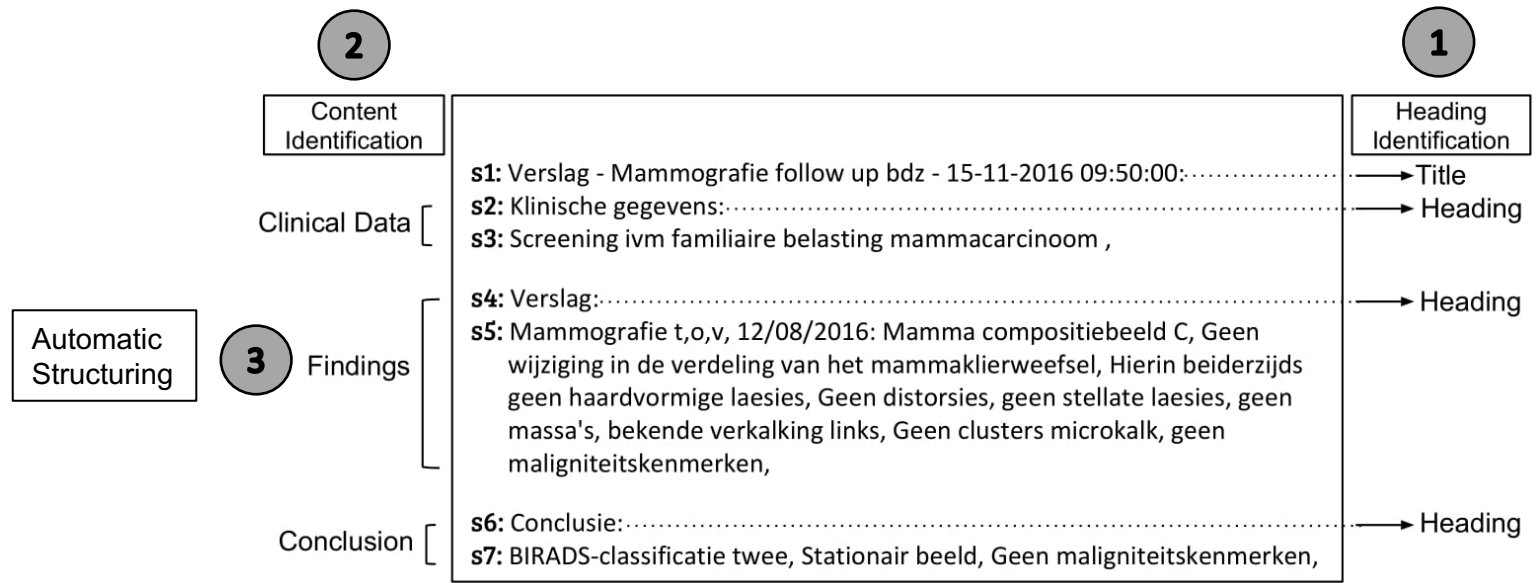 2
1
Content
Identification
Heading
Identification
s1: Verslag - Mammografie follow up bdz - 15-11-2016 09:50:00:
Title
Clinical Data
s2: Klinische gegevens:
Heading
s3: Screening ivm familiaire belasting mammacarcinoom ,
s4: Verslag:
Heading
Automatic
Structuring
3
Findings
s5: Mammografie t,o,v, 12/08/2016: Mamma compositiebeeld C, Geen
wijziging in de verdeling van het mammaklierweefsel, Hierin beiderzijds
geen haardvormige laesies, Geen distorsies, geen stellate laesies, geen
massa's, bekende verkalking links, Geen clusters microkalk, geen
maligniteitskenmerken,
Conclusion
s6: Conclusie:
Heading
s7: BIRADS-classificatie twee, Stationair beeld, Geen maligniteitskenmerken,